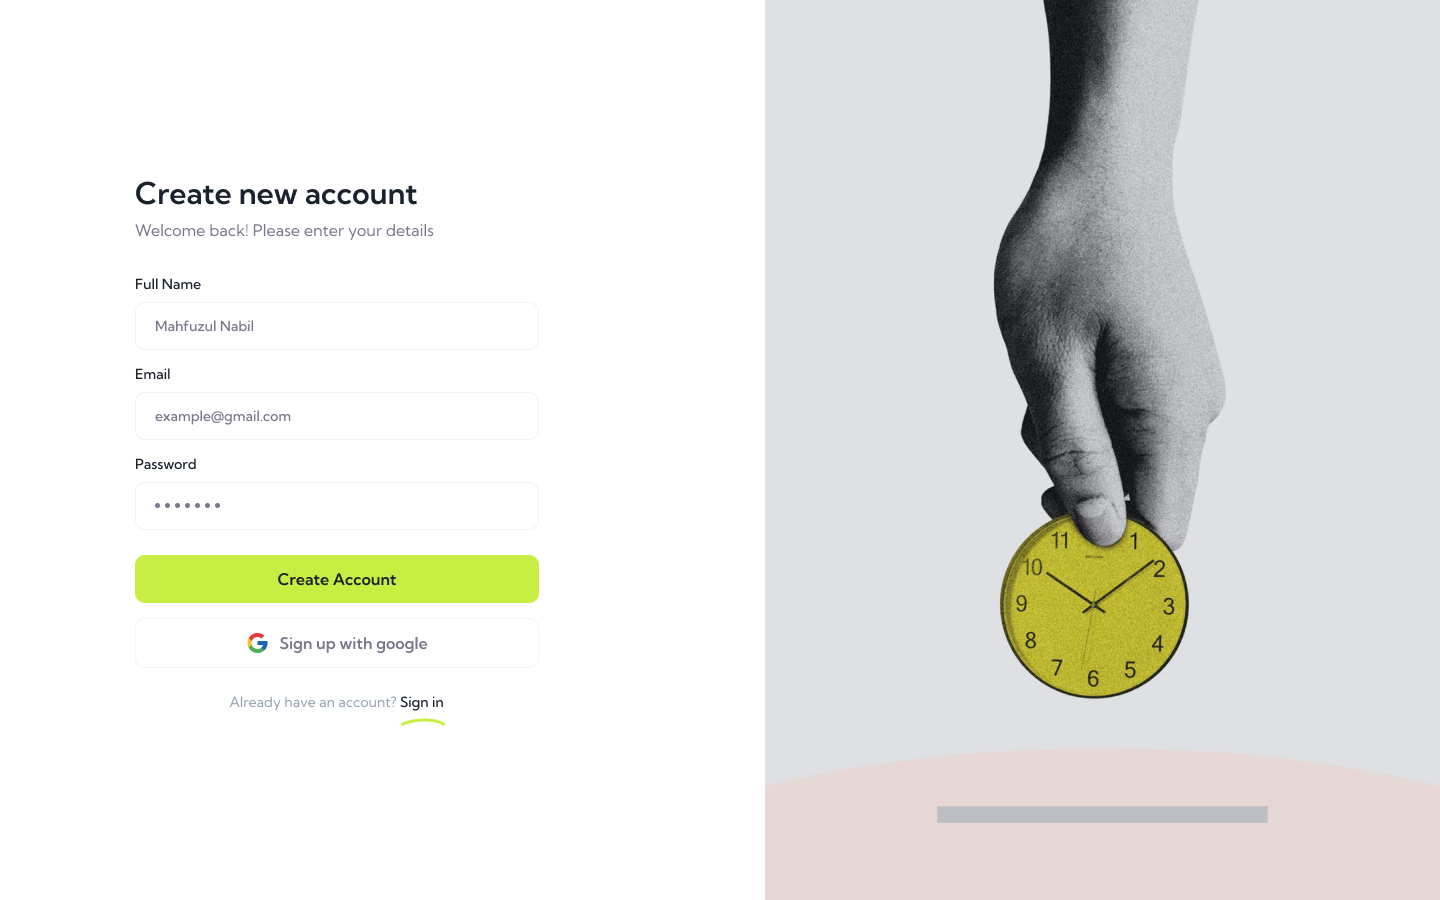 Create new account
Welcome back! Please enter your details
Full Name
Mahfuzul Nabil
Email
example@gmail.com
Password
•••••••
Create Account
Sign up with google
Already have an account? Sign in
11 1
10 2
9 3
8 4
7 6 5